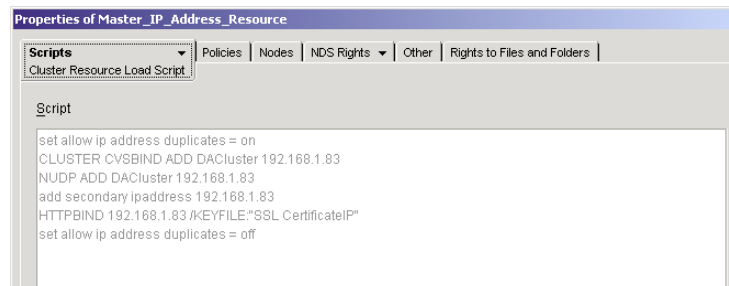 Properties of Master_IP_Address_Resource
Scripts Policies Nodes NDS Rights Other Rights to Files and Folders
Cluster Resource Load Script
Script
set allow ip address duplicates = on
CLUSTER CVSBIND ADD DACluster 192.168.1.83
NUDP ADD DACluster 192.168.1.83
add secondary ipaddress 192.168.1.83
HTTPBIND 192.168.1.83 /KEYFILE:"SSL CertificateIP"
set allow ip address duplicates = off